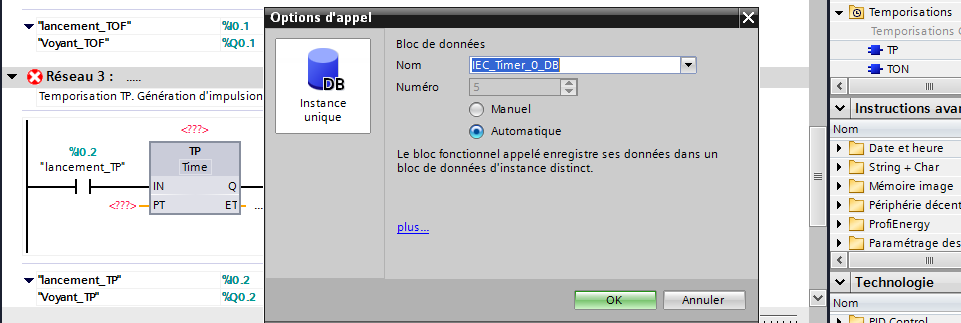 "lancement_TOF" %I0.1
"Voyant_TOF" %Q0.1
Réseau 3 : .....
Temporisation TP. Génération d'impulsion
<???>
%I0.2
"lancement_TP"
TP
Time
IN Q
<???> PT ET ...
"lancement_TP" %I0.2
"Voyant_TP" %Q0.2
Options d'appel
DB
Instance
unique
Bloc de données
Nom IEC_Timer_0_DB
Numéro 5
Manuel
Automatique
Le bloc fonctionnel appelé enregistre ses données dans un
bloc de données d'instance distinct.
plus...
OK Annuler
Temporisations
Temporisations
TP
TON
Instructions avan
Nom
Date et heure
String + Char
Mémoire image
Périphérie décent
ProfiEnergy
Paramétrage des
Technologie
Nom
PID Control